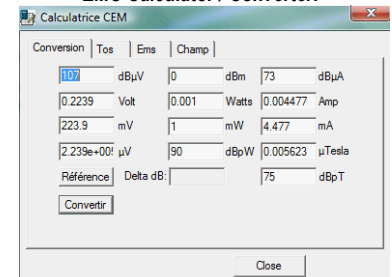 Calculatrice CEM
Conversion Tos Ems Champ
107 dBµV 0 dBm 73 dBµA
0.2239 Volt 0.001 Watts 0.004477 Amp
223.9 mV 1 mW 4.477 mA
2.239e+00 µV 90 dBpW 0.005623 µTesla
Référence Delta dB: 75 dBpT
Convertir
Close